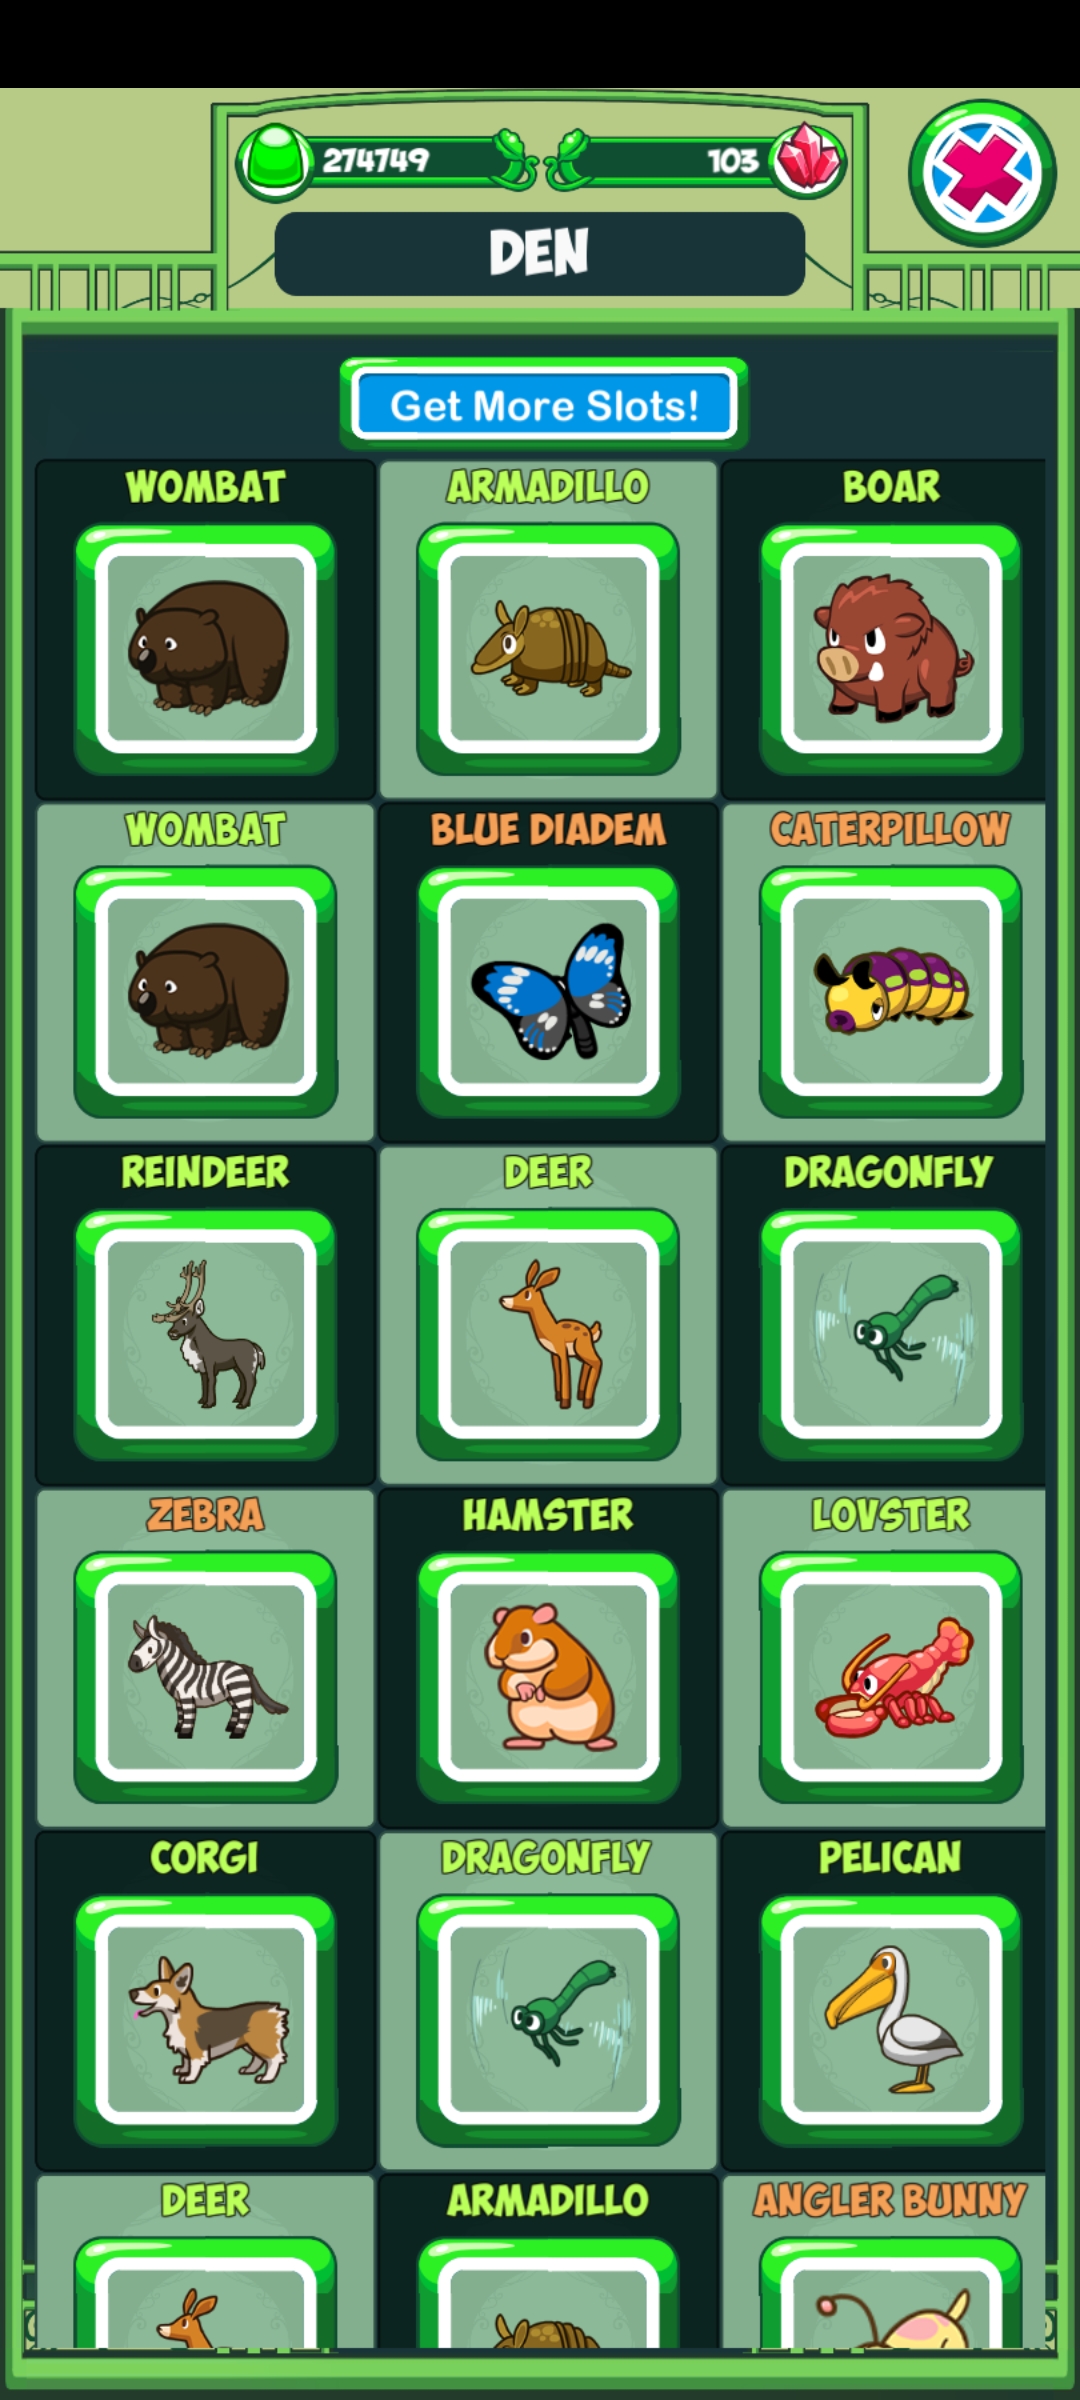 274749 103
DEN
Get More Slots!
WOMBAT ARMADILLO BOAR
WOMBAT BLUE DIADEM CATERPILLOW
REINDEER DEER DRAGONFLY
ZEBRA HAMSTER LOVSTER
CORGI DRAGONFLY PELICAN
DEER ARMADILLO ANGLER BUNNY